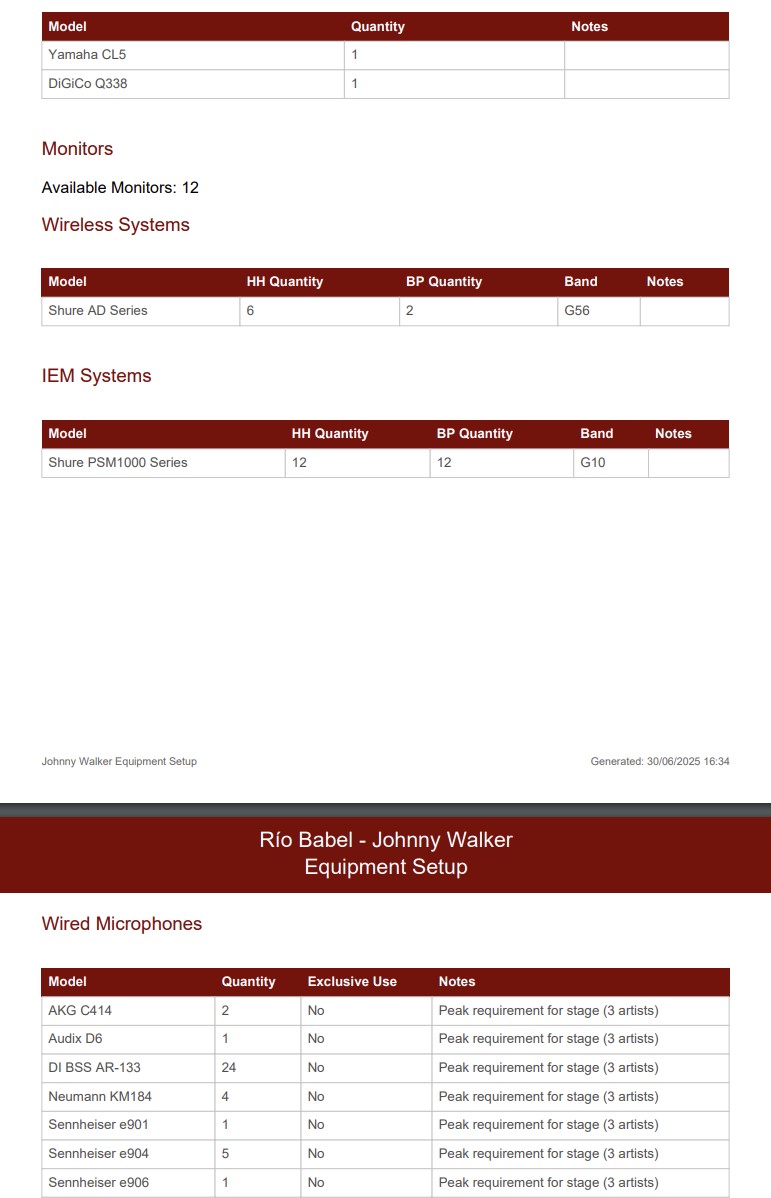 Model Quantity Notes
Yamaha CL5 1
DiGiCo Q338 1
Monitors
Available Monitors: 12
Wireless Systems
Model HH Quantity BP Quantity Band Notes
Shure AD Series 6 2 G56
IEM Systems
Model HH Quantity BP Quantity Band Notes
Shure PSM1000 Series 12 12 G10
Johnny Walker Equipment Setup Generated: 30/06/2025 16:34
Río Babel - Johnny Walker
Equipment Setup
Wired Microphones
Model Quantity Exclusive Use Notes
AKG C414 2 No Peak requirement for stage (3 artists)
Audix D6 1 No Peak requirement for stage (3 artists)
DI BSS AR-133 24 No Peak requirement for stage (3 artists)
Neumann KM184 4 No Peak requirement for stage (3 artists)
Sennheiser e901 1 No Peak requirement for stage (3 artists)
Sennheiser e904 5 No Peak requirement for stage (3 artists)
Sennheiser e906 1 No Peak requirement for stage (3 artists)